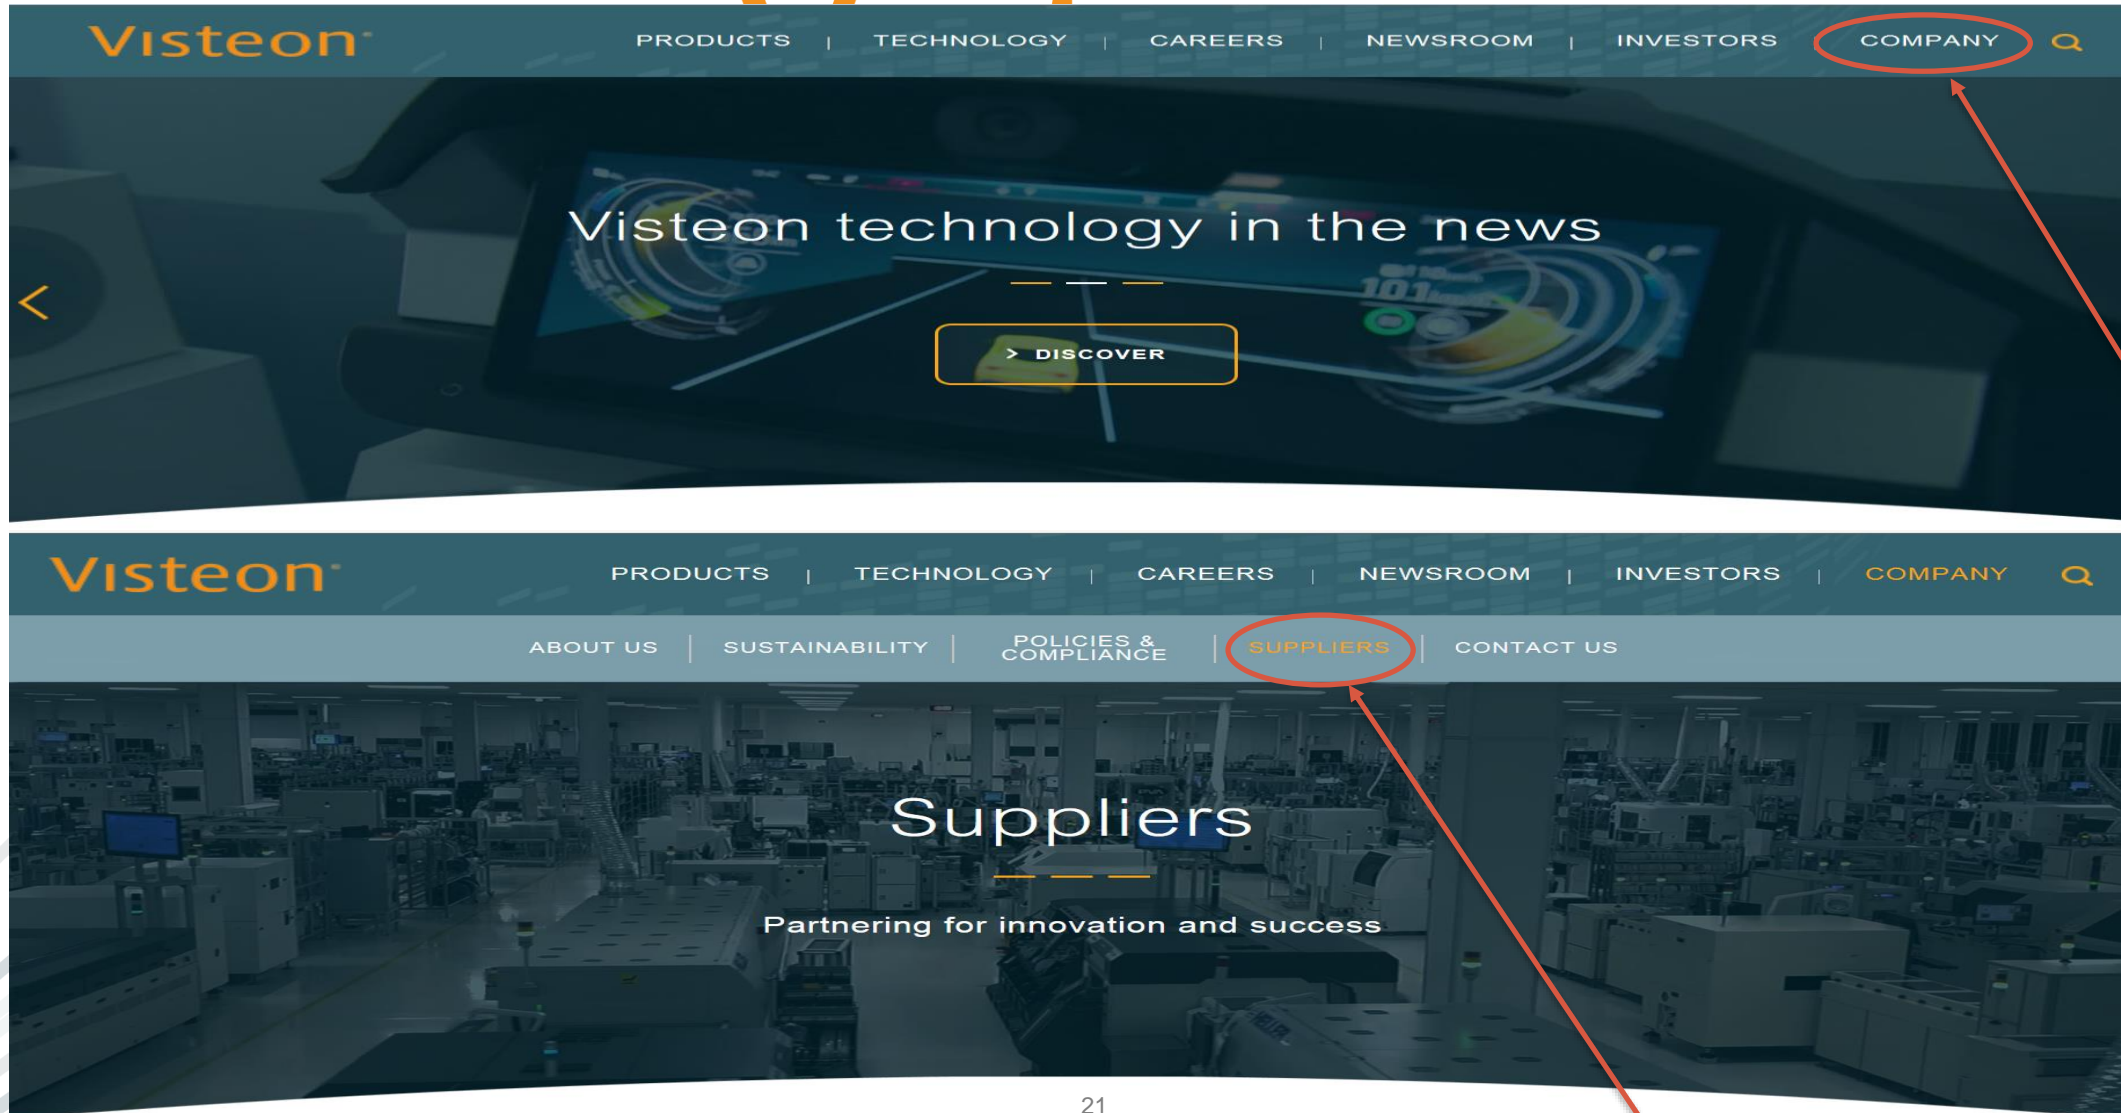 Visteon
PRODUCTS | TECHNOLOGY | CAREERS | NEWSROOM | INVESTORS COMPANY
Visteon technology in the news
> DISCOVER
Visteon
PRODUCTS | TECHNOLOGY | CAREERS | NEWSROOM | INVESTORS | COMPANY
ABOUT US | SUSTAINABILITY | POLICIES & COMPLIANCE | SUPPLIERS | CONTACT US
Suppliers
Partnering for innovation and success
21